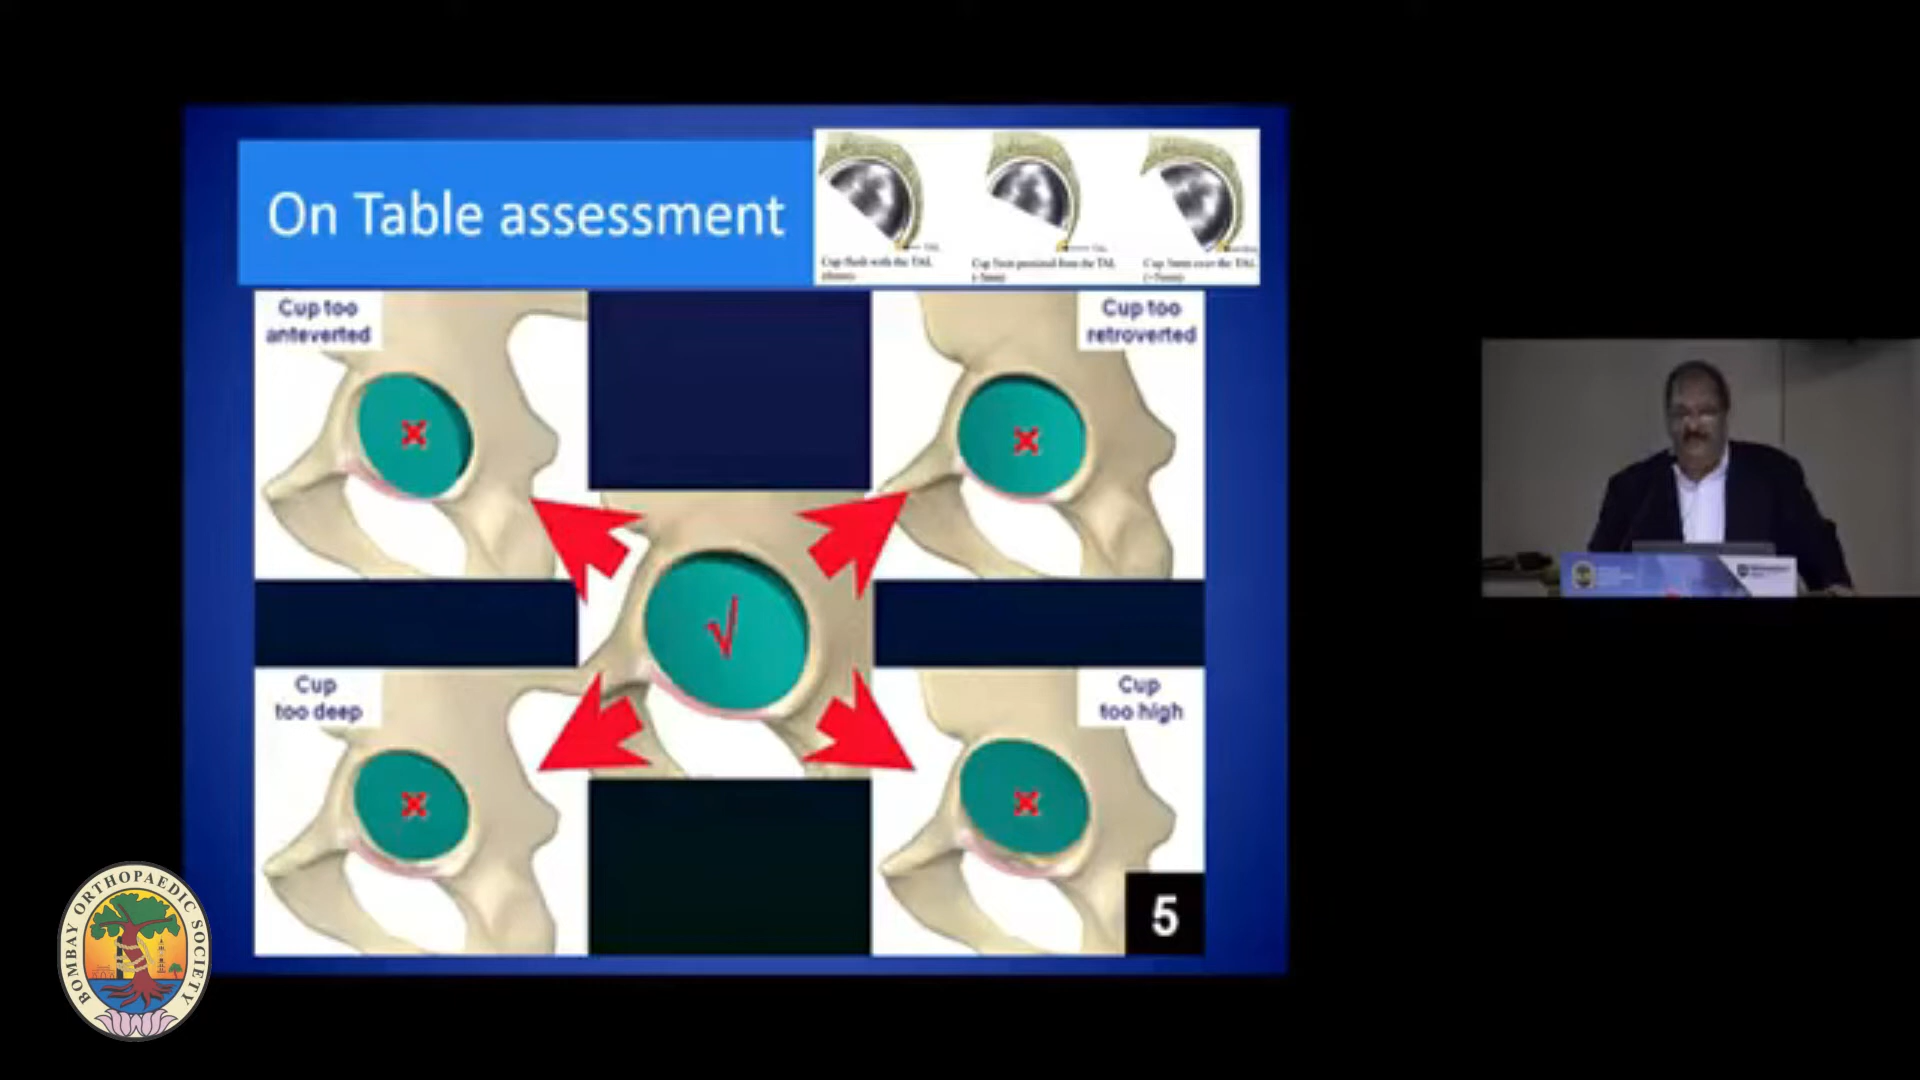 On Table assessment
Cup flush with the TAL
Cup 5mm proximal from the TAL
Cup 5mm over the TAL
Cup too
anteverted
Cup too
retroverted
Cup
too deep
Cup
too high
5
BOMBAY ORTHOPAEDIC SOCIETY